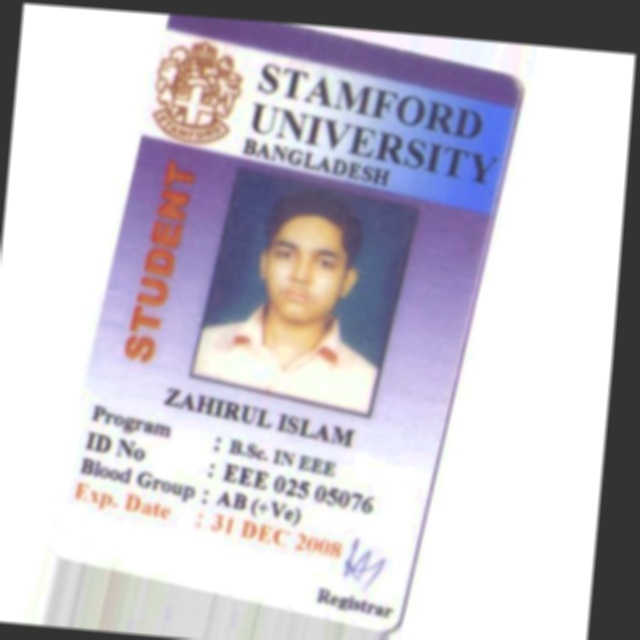 STAMFORD
UNIVERSITY
BANGLADESH
STUDENT
ZAHIRUL ISLAM
Program : B.Sc. IN EEE
ID No : EEE 025 05076
Blood Group : AB (+Ve)
Exp. Date : 31 DEC 2008
Registrar